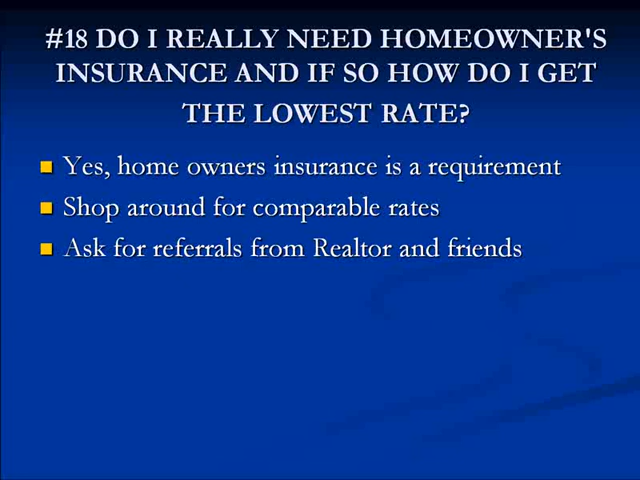 #18 DO I REALLY NEED HOMEOWNER'S
INSURANCE AND IF SO HOW DO I GET
THE LOWEST RATE?
Yes, home owners insurance is a requirement
Shop around for comparable rates
Ask for referrals from Realtor and friends